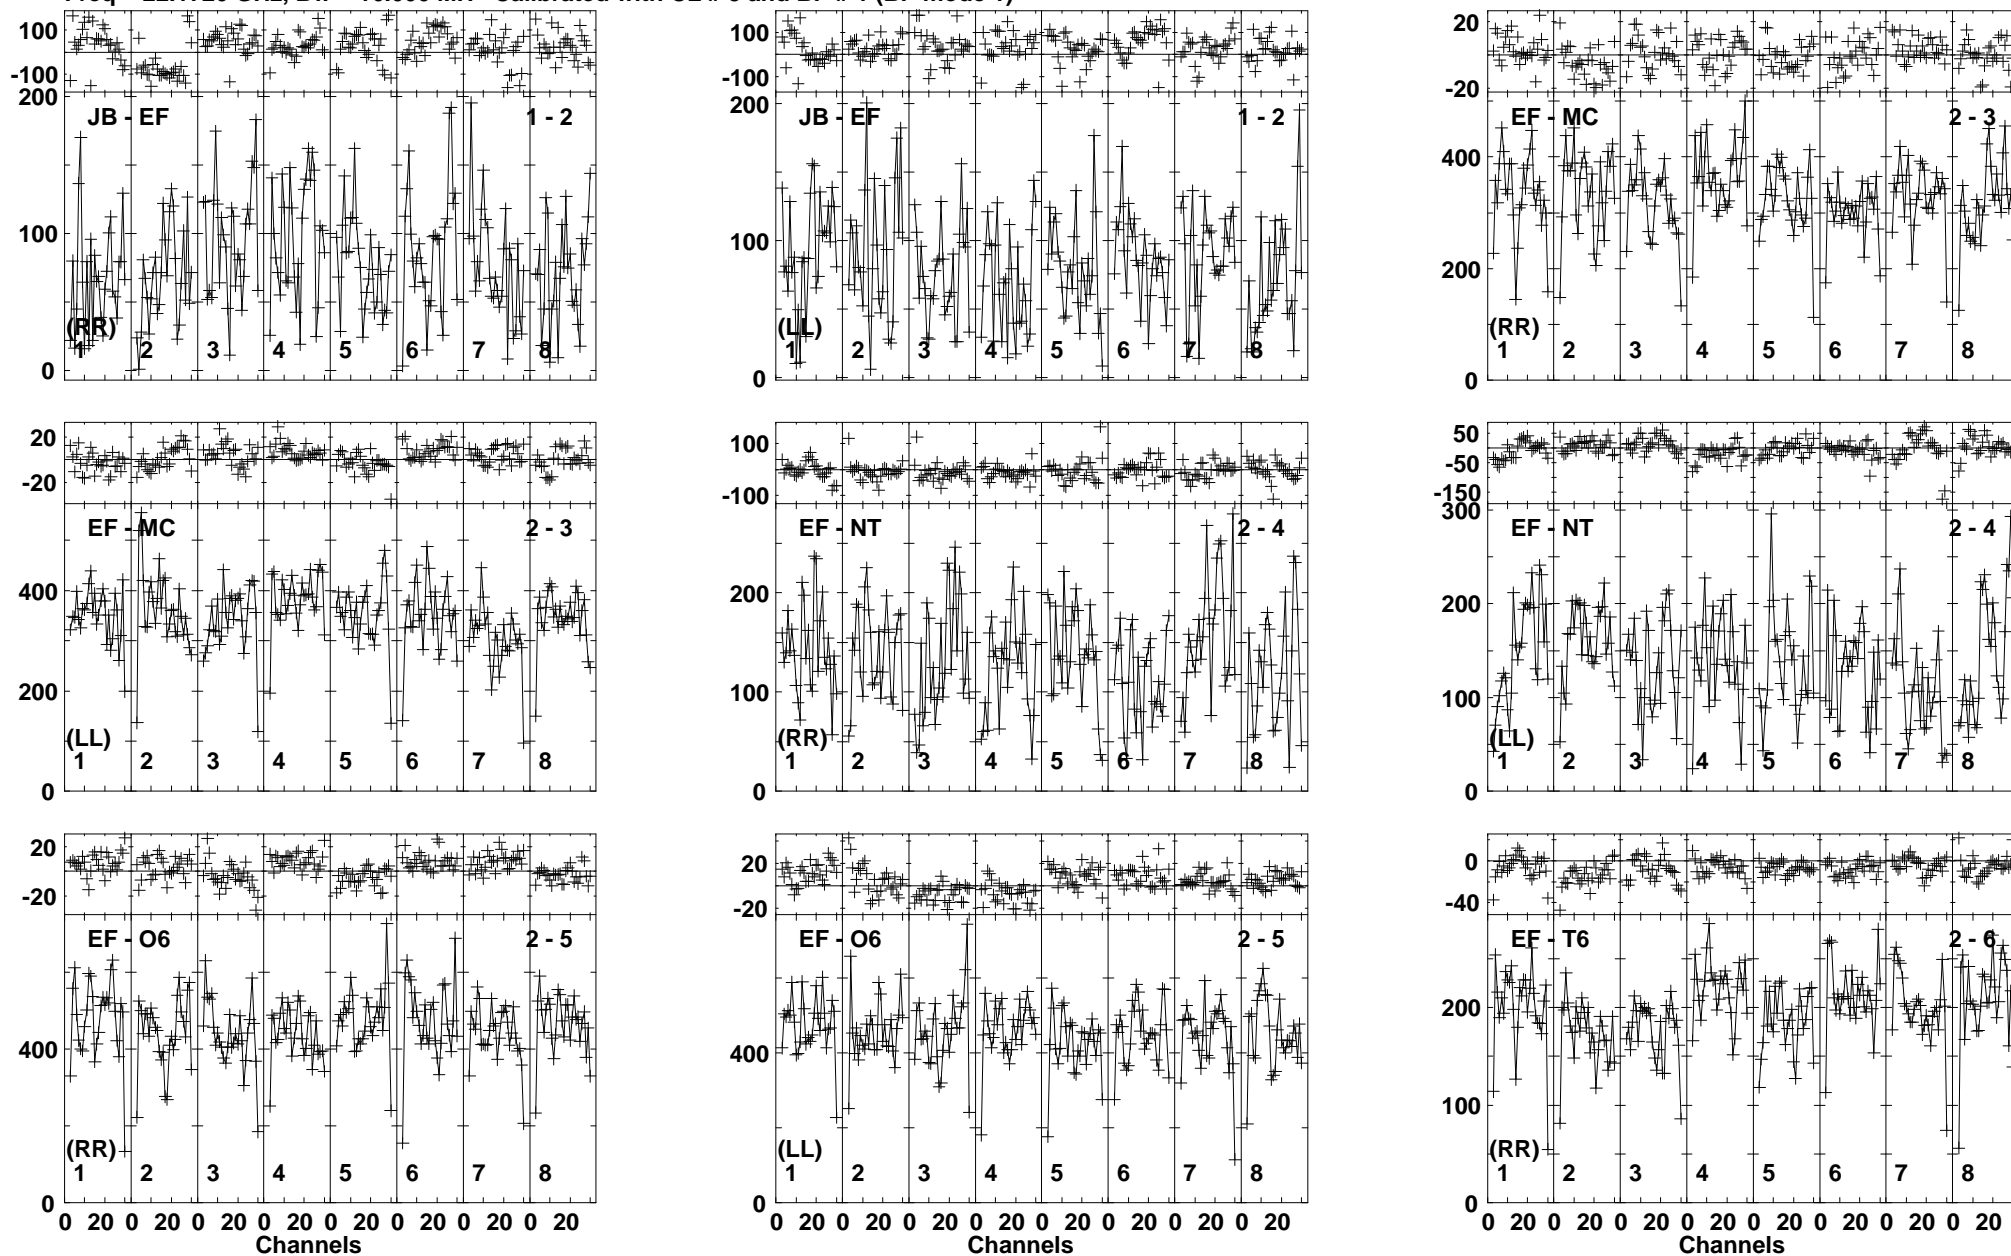 Freq GHz, Calibrated with and
100 100 20
-100 -100 -20
200 200
JB - EF 1 - 2 JB - EF 1 - 2 EF - MC 2 - 3
400
100 100
200
(RR) (LL) (RR)
1 2 3 4 5 6 7 8 1 2 3 4 5 6 7 8 1 2 3 4 5 6 7 8
0 0 0
20 100 50
-20 -100 -50
-150
300
EF - MC 2 - 3 EF - NT 2 - 4 EF - NT 2 - 4
400 200 200
200 100 100
(LL) (RR) (LL)
1 2 3 4 5 6 7 8 1 2 3 4 5 6 7 8 1 2 3 4 5 6 7 8
0 0 0
20 20 0
-20 -20 -40
EF - O6 2 - 5 EF - O6 2 - 5 EF - T6 2 - 6
400 400 200
100
(RR) (LL) (RR)
1 2 3 4 5 6 7 8 1 2 3 4 5 6 7 8 1 2 3 4 5 6 7 8
0 0 0
0 20 0 20 0 20 0 20 0 20 0 20 0 20 0 20 0 20 0 20 0 20 0 20 0 20 0 20 0 20 0 20 0 20 0 20 0 20 0 20 0 20 0 20 0 20 0 20
Channels Channels Channels